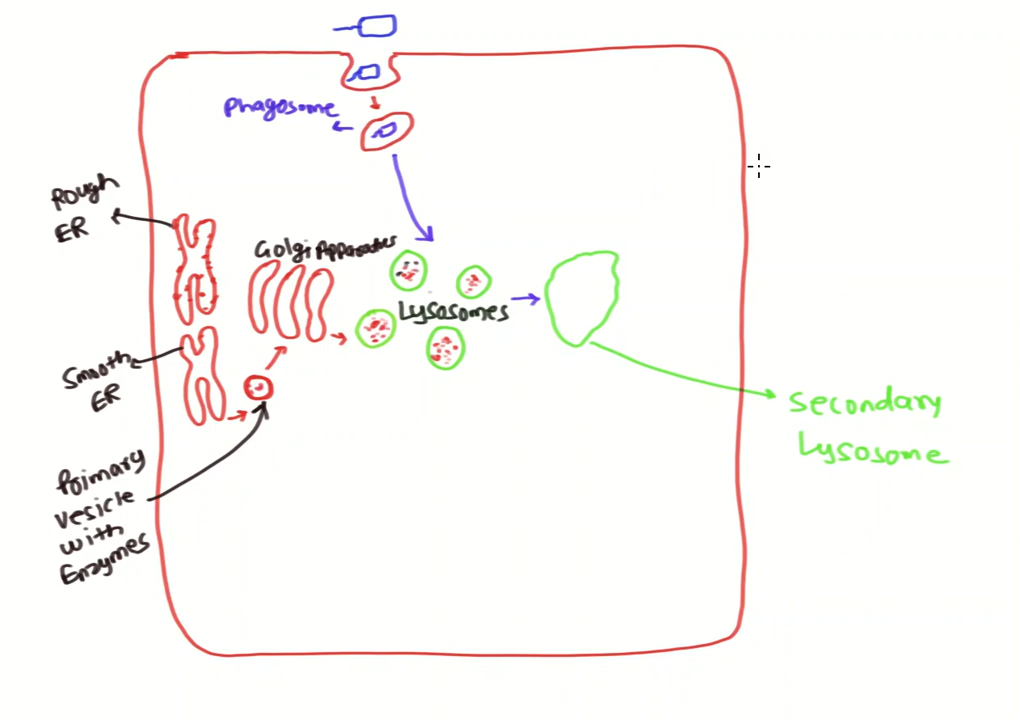 Phagosome
Rough
ER
Golgi Apparatus
Lysosomes
Smooth
ER
Secondary
Lysosome
Primary
vesicle
with
Enzymes